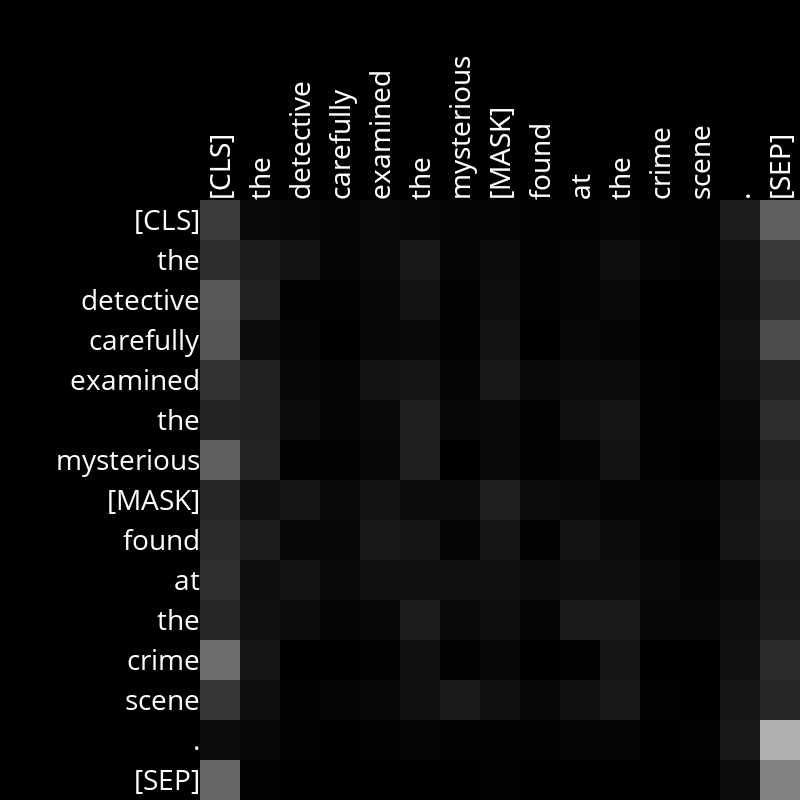 [CLS] the detective carefully examined the mysterious [MASK] found at the crime scene . [SEP]
[CLS]
the
detective
carefully
examined
the
mysterious
[MASK]
found
at
the
crime
scene
.
[SEP]